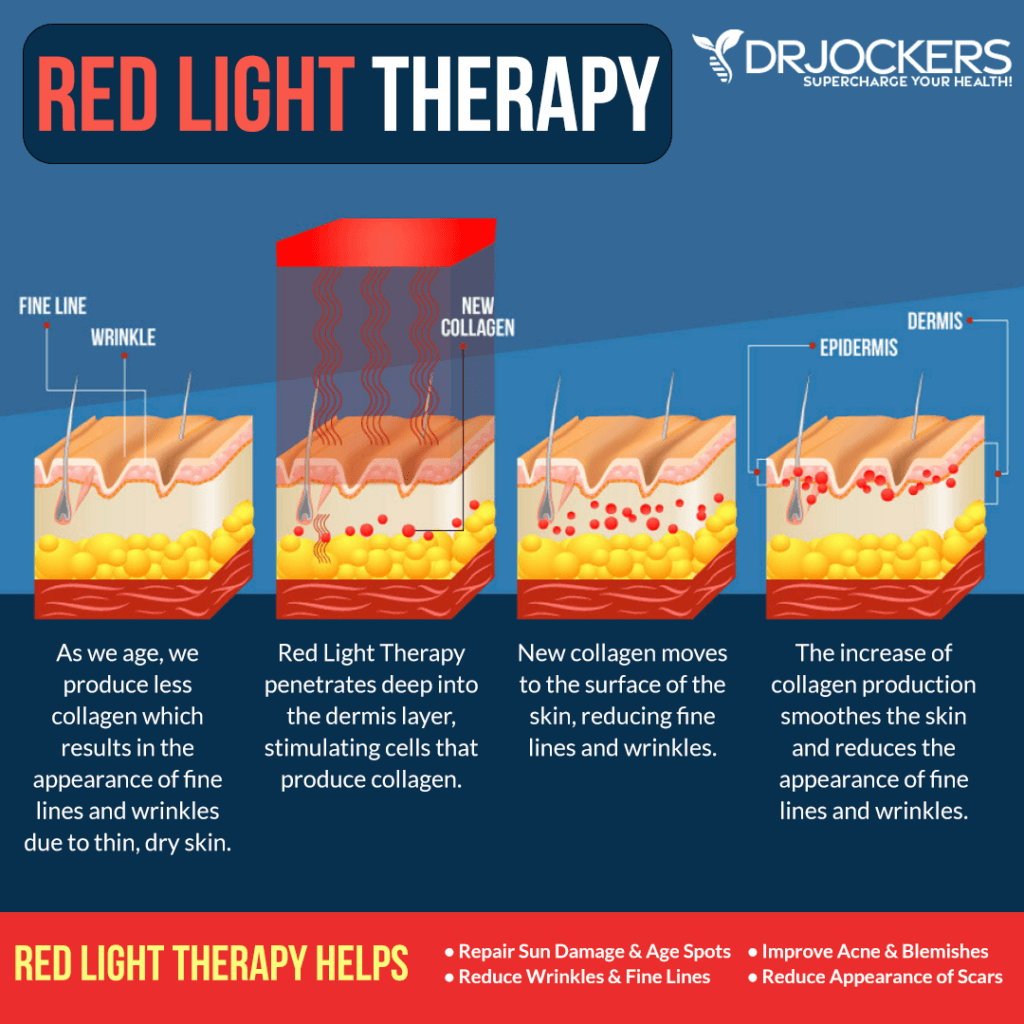 RED LIGHT THERAPY
DRJOCKERS
SUPERCHARGE YOUR HEALTH!
FINE LINE
WRINKLE
NEW
COLLAGEN
DERMIS
EPIDERMIS
As we age, we
produce less
collagen which
results in the
appearance of fine
lines and wrinkles
due to thin, dry skin.
Red Light Therapy
penetrates deep into
the dermis layer,
stimulating cells that
produce collagen.
New collagen moves
to the surface of the
skin, reducing fine
lines and wrinkles.
The increase of
collagen production
smoothes the skin
and reduces the
appearance of fine
lines and wrinkles.
RED LIGHT THERAPY HELPS
● Repair Sun Damage & Age Spots
● Reduce Wrinkles & Fine Lines
● Improve Acne & Blemishes
● Reduce Appearance of Scars